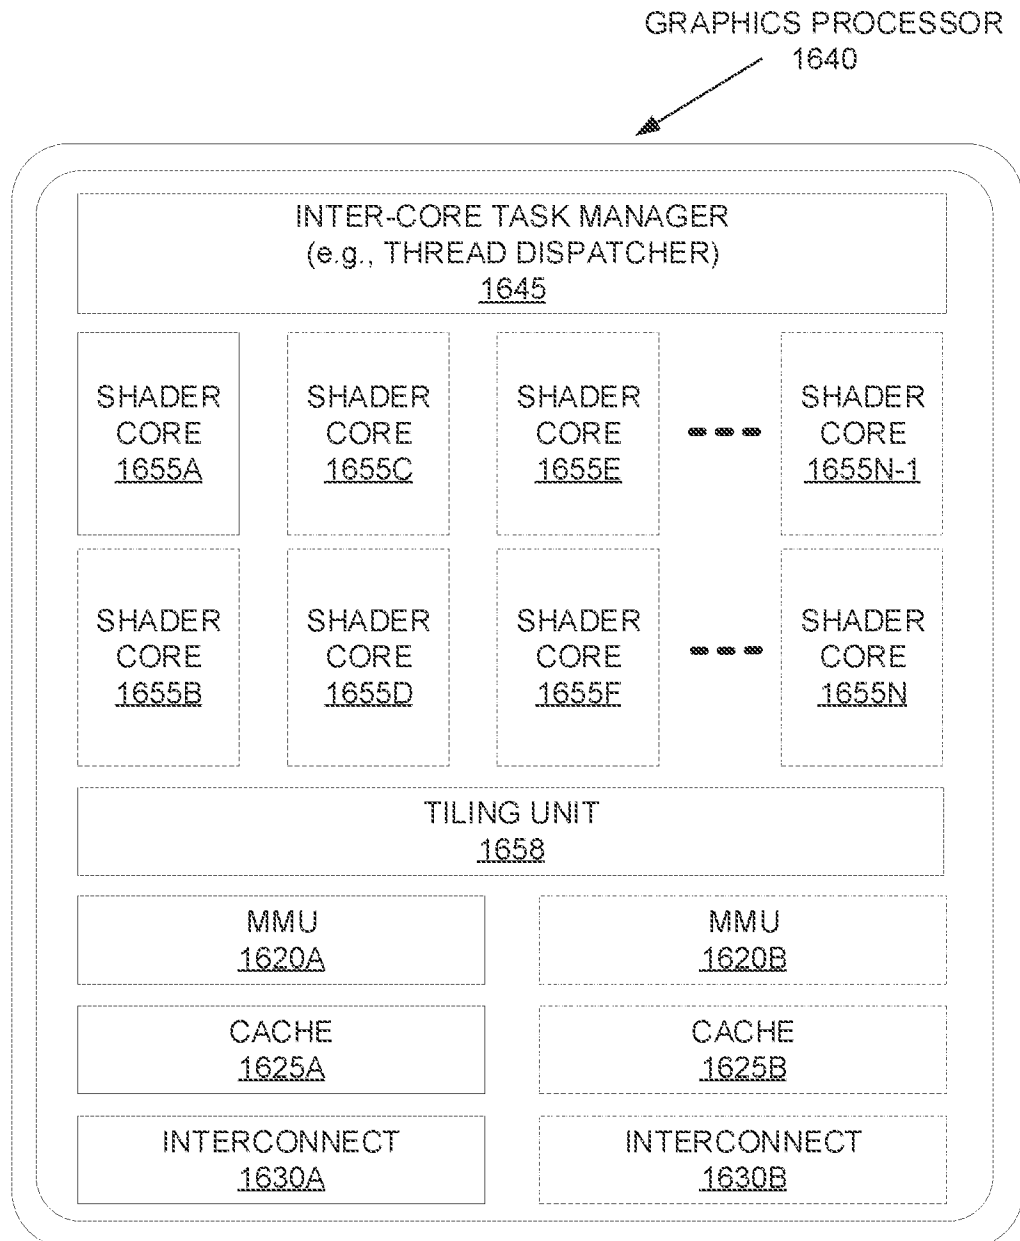 GRAPHICS PROCESSOR
1640
INTER-CORE TASK MANAGER
(e.g., THREAD DISPATCHER)
1645
SHADER
CORE
1655A
SHADER
CORE
1655C
SHADER
CORE
1655E
SHADER
CORE
1655N-1
SHADER
CORE
1655B
SHADER
CORE
1655D
SHADER
CORE
1655F
SHADER
CORE
1655N
TILING UNIT
1658
MMU
1620A
MMU
1620B
CACHE
1625A
CACHE
1625B
INTERCONNECT
1630A
INTERCONNECT
1630B